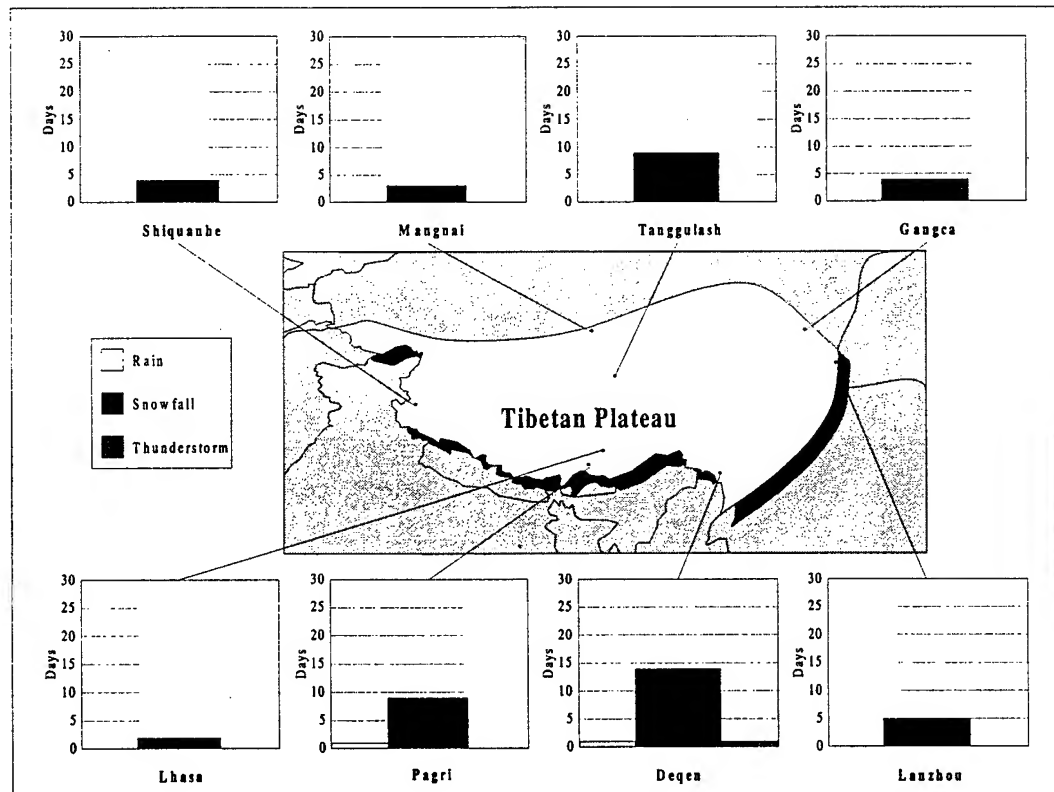 30 30 30 30
25 25 25 25
20 20 20 20
15 15 15 15
10 10 10 10
5 5 5 5
0 0 0 0
Days Days Days Days
Shiquanhe Mangnai Tanggulash Gangca
Rain
Snowfall
Thunderstorm
Tibetan Plateau
30 30 30 30
25 25 25 25
20 20 20 20
15 15 15 15
10 10 10 10
5 5 5 5
0 0 0 0
Days Days Days Days
Lhasa Pagri Deqen Lanzhou